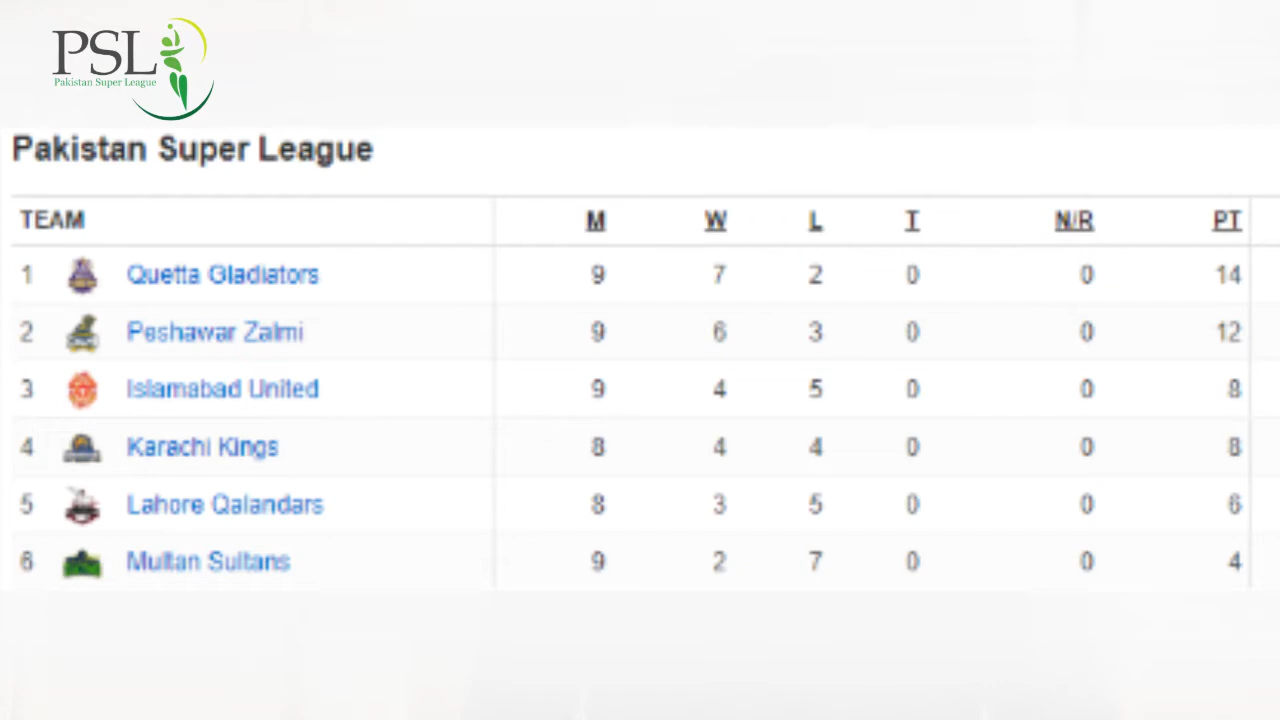 PSL
Pakistan Super League
Pakistan Super League
TEAM M W L T N/R PT
1 Quetta Gladiators 9 7 2 0 0 14
2 Peshawar Zalmi 9 6 3 0 0 12
3 Islamabad United 9 4 5 0 0 8
4 Karachi Kings 8 4 4 0 0 8
5 Lahore Qalandars 8 3 5 0 0 6
6 Multan Sultans 9 2 7 0 0 4